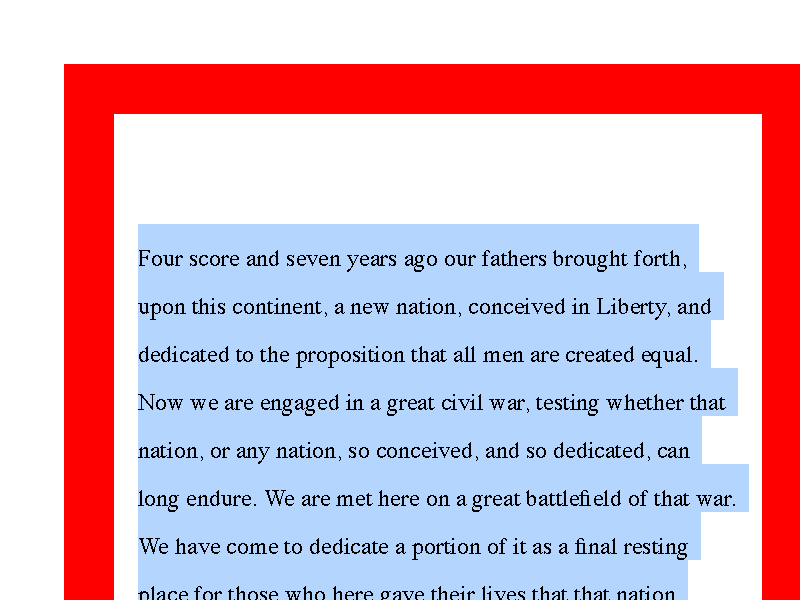 Four score and seven years ago our fathers brought forth,
upon this continent, a new nation, conceived in Liberty, and
dedicated to the proposition that all men are created equal.
Now we are engaged in a great civil war, testing whether that
nation, or any nation, so conceived, and so dedicated, can
long endure. We are met here on a great battlefield of that war.
We have come to dedicate a portion of it as a final resting
place for those who here gave their lives that that nation